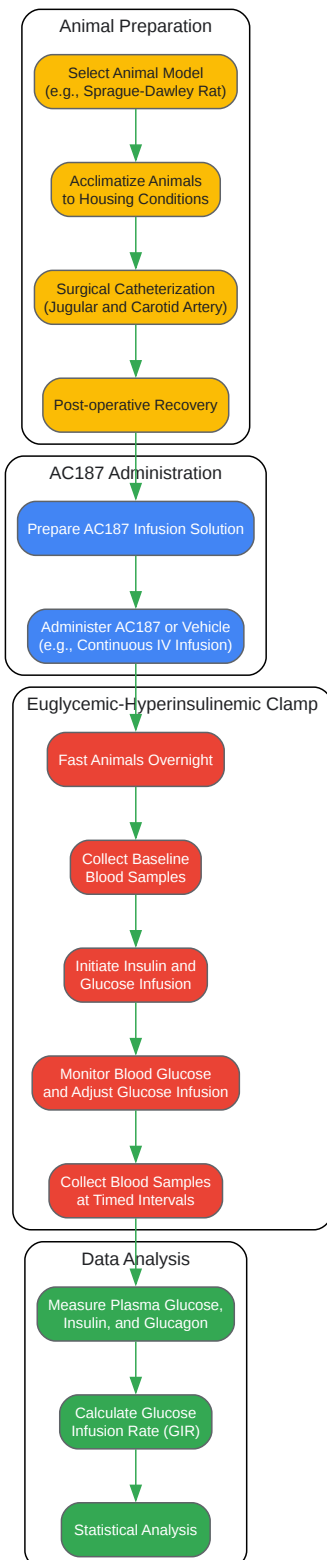 Animal Preparation
Select Animal Model
(e.g., Sprague-Dawley Rat)
Acclimatize Animals
to Housing Conditions
Surgical Catheterization
(Jugular and Carotid Artery)
Post-operative Recovery
AC187 Administration
Prepare AC187 Infusion Solution
Administer AC187 or Vehicle
(e.g., Continuous IV Infusion)
Euglycemic-Hyperinsulinemic Clamp
Fast Animals Overnight
Collect Baseline
Blood Samples
Initiate Insulin and
Glucose Infusion
Monitor Blood Glucose
and Adjust Glucose Infusion
Collect Blood Samples
at Timed Intervals
Data Analysis
Measure Plasma Glucose,
Insulin, and Glucagon
Calculate Glucose
Infusion Rate (GIR)
Statistical Analysis